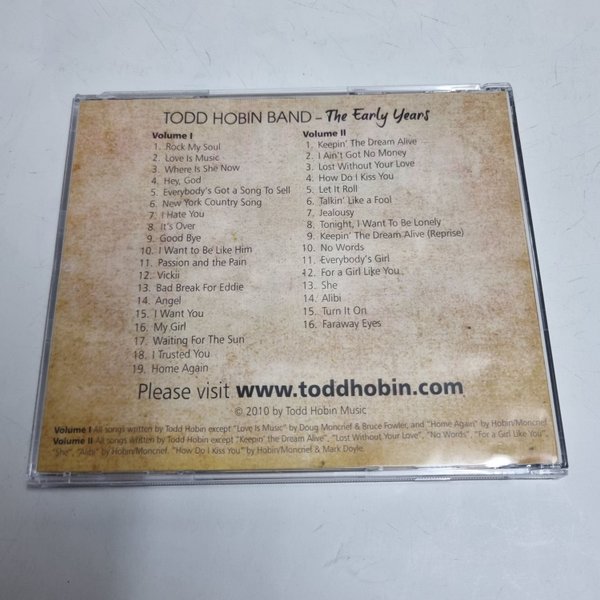 TODD HOBIN BAND – The Early Years
Volume I
1. Rock My Soul
2. Love Is Music
3. Where Is She Now
4. Hey, God
5. Everybody's Got a Song To Sell
6. New York Country Song
7. I Hate You
8. It's Over
9. Good Bye
10. I Want to Be Like Him
11. Passion and the Pain
12. Vickii
13. Bad Break For Eddie
14. Angel
15. I Want You
16. My Girl
17. Waiting For The Sun
18. I Trusted You
19. Home Again
Volume II
1. Keepin' The Dream Alive
2. I Ain't Got No Money
3. Lost Without Your Love
4. How Do I Kiss You
5. Let It Roll
6. Talkin' Like a Fool
7. Jealousy
8. Tonight, I Want To Be Lonely
9. Keepin' The Dream Alive (Reprise)
10. No Words
11. Everybody's Girl
12. For a Girl Like You
13. She
14. Alibi
15. Turn It On
16. Faraway Eyes
Please visit www.toddhobin.com
© 2010 by Todd Hobin Music
Volume I All songs written by Todd Hobin except "Love Is Music" by Doug Moncrief & Bruce Fowler, and "Home Again" by Hobin/Moncrief.
Volume II All songs written by Todd Hobin except "Keepin' the Dream Alive", "Lost Without Your Love", "No Words", "For a Girl Like You",
"She", "Alibi" by Hobin/Moncrief. "How Do I Kiss You" by Hobin/Moncrief & Mark Doyle.